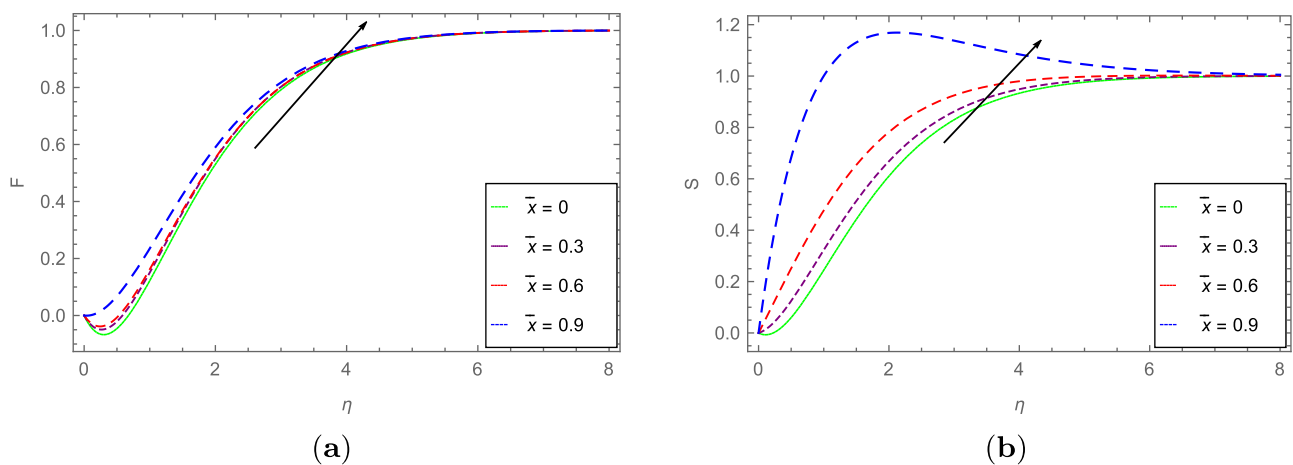 1.0
0.8
0.6
0.4
0.2
0.0
F
x̄ = 0
x̄ = 0.3
x̄ = 0.6
x̄ = 0.9
0 2 4 6 8
η
(a)
1.2
1.0
0.8
0.6
0.4
0.2
0.0
S
x̄ = 0
x̄ = 0.3
x̄ = 0.6
x̄ = 0.9
0 2 4 6 8
η
(b)